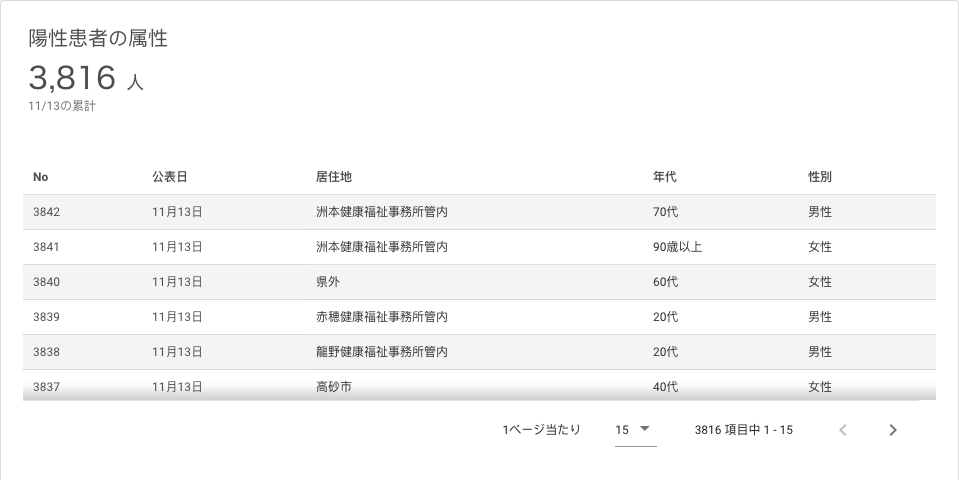 陽性患者の属性
3,816 人
11/13の累計
No 公表日 居住地 年代 性別
3842 11月13日 洲本健康福祉事務所管内 70代 男性
3841 11月13日 洲本健康福祉事務所管内 90歳以上 女性
3840 11月13日 県外 60代 女性
3839 11月13日 赤穂健康福祉事務所管内 20代 男性
3838 11月13日 龍野健康福祉事務所管内 20代 男性
3837 11月13日 高砂市 40代 女性
1ページ当たり 15 3816 項目中 1 - 15